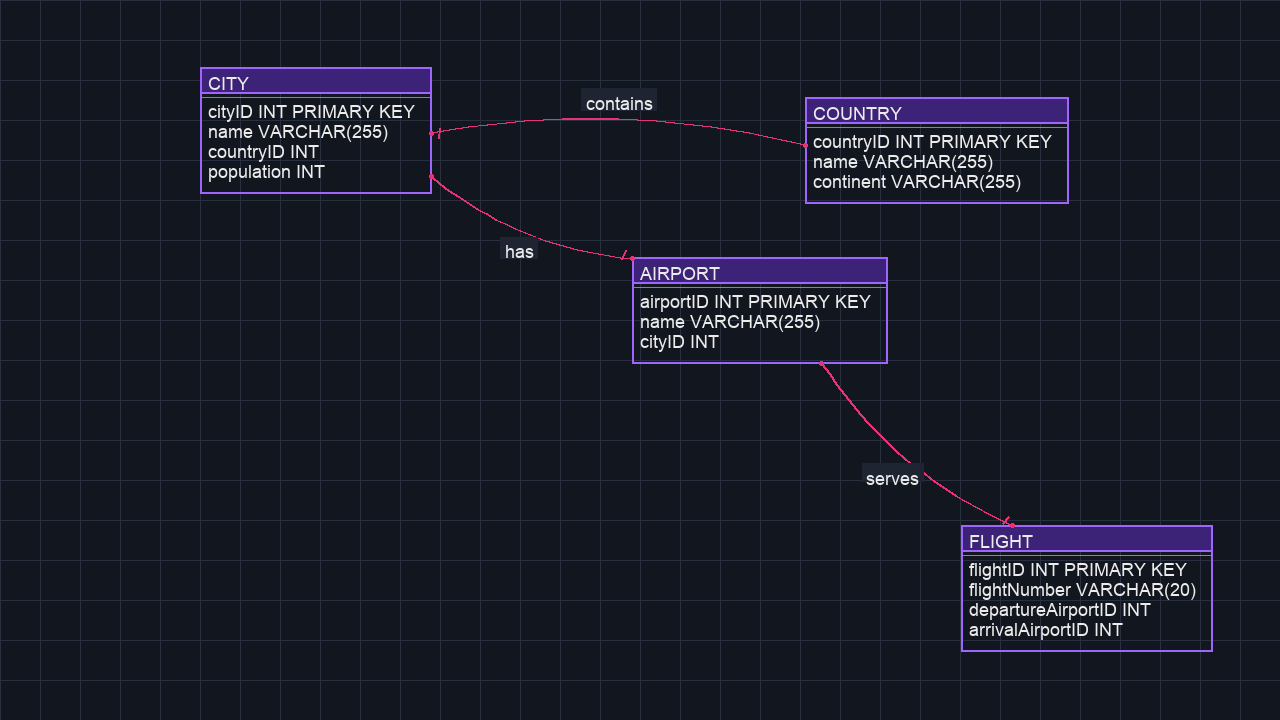 CITY
cityID INT PRIMARY KEY
name VARCHAR(255)
countryID INT
population INT
contains
COUNTRY
countryID INT PRIMARY KEY
name VARCHAR(255)
continent VARCHAR(255)
has
AIRPORT
airportID INT PRIMARY KEY
name VARCHAR(255)
cityID INT
serves
FLIGHT
flightID INT PRIMARY KEY
flightNumber VARCHAR(20)
departureAirportID INT
arrivalAirportID INT